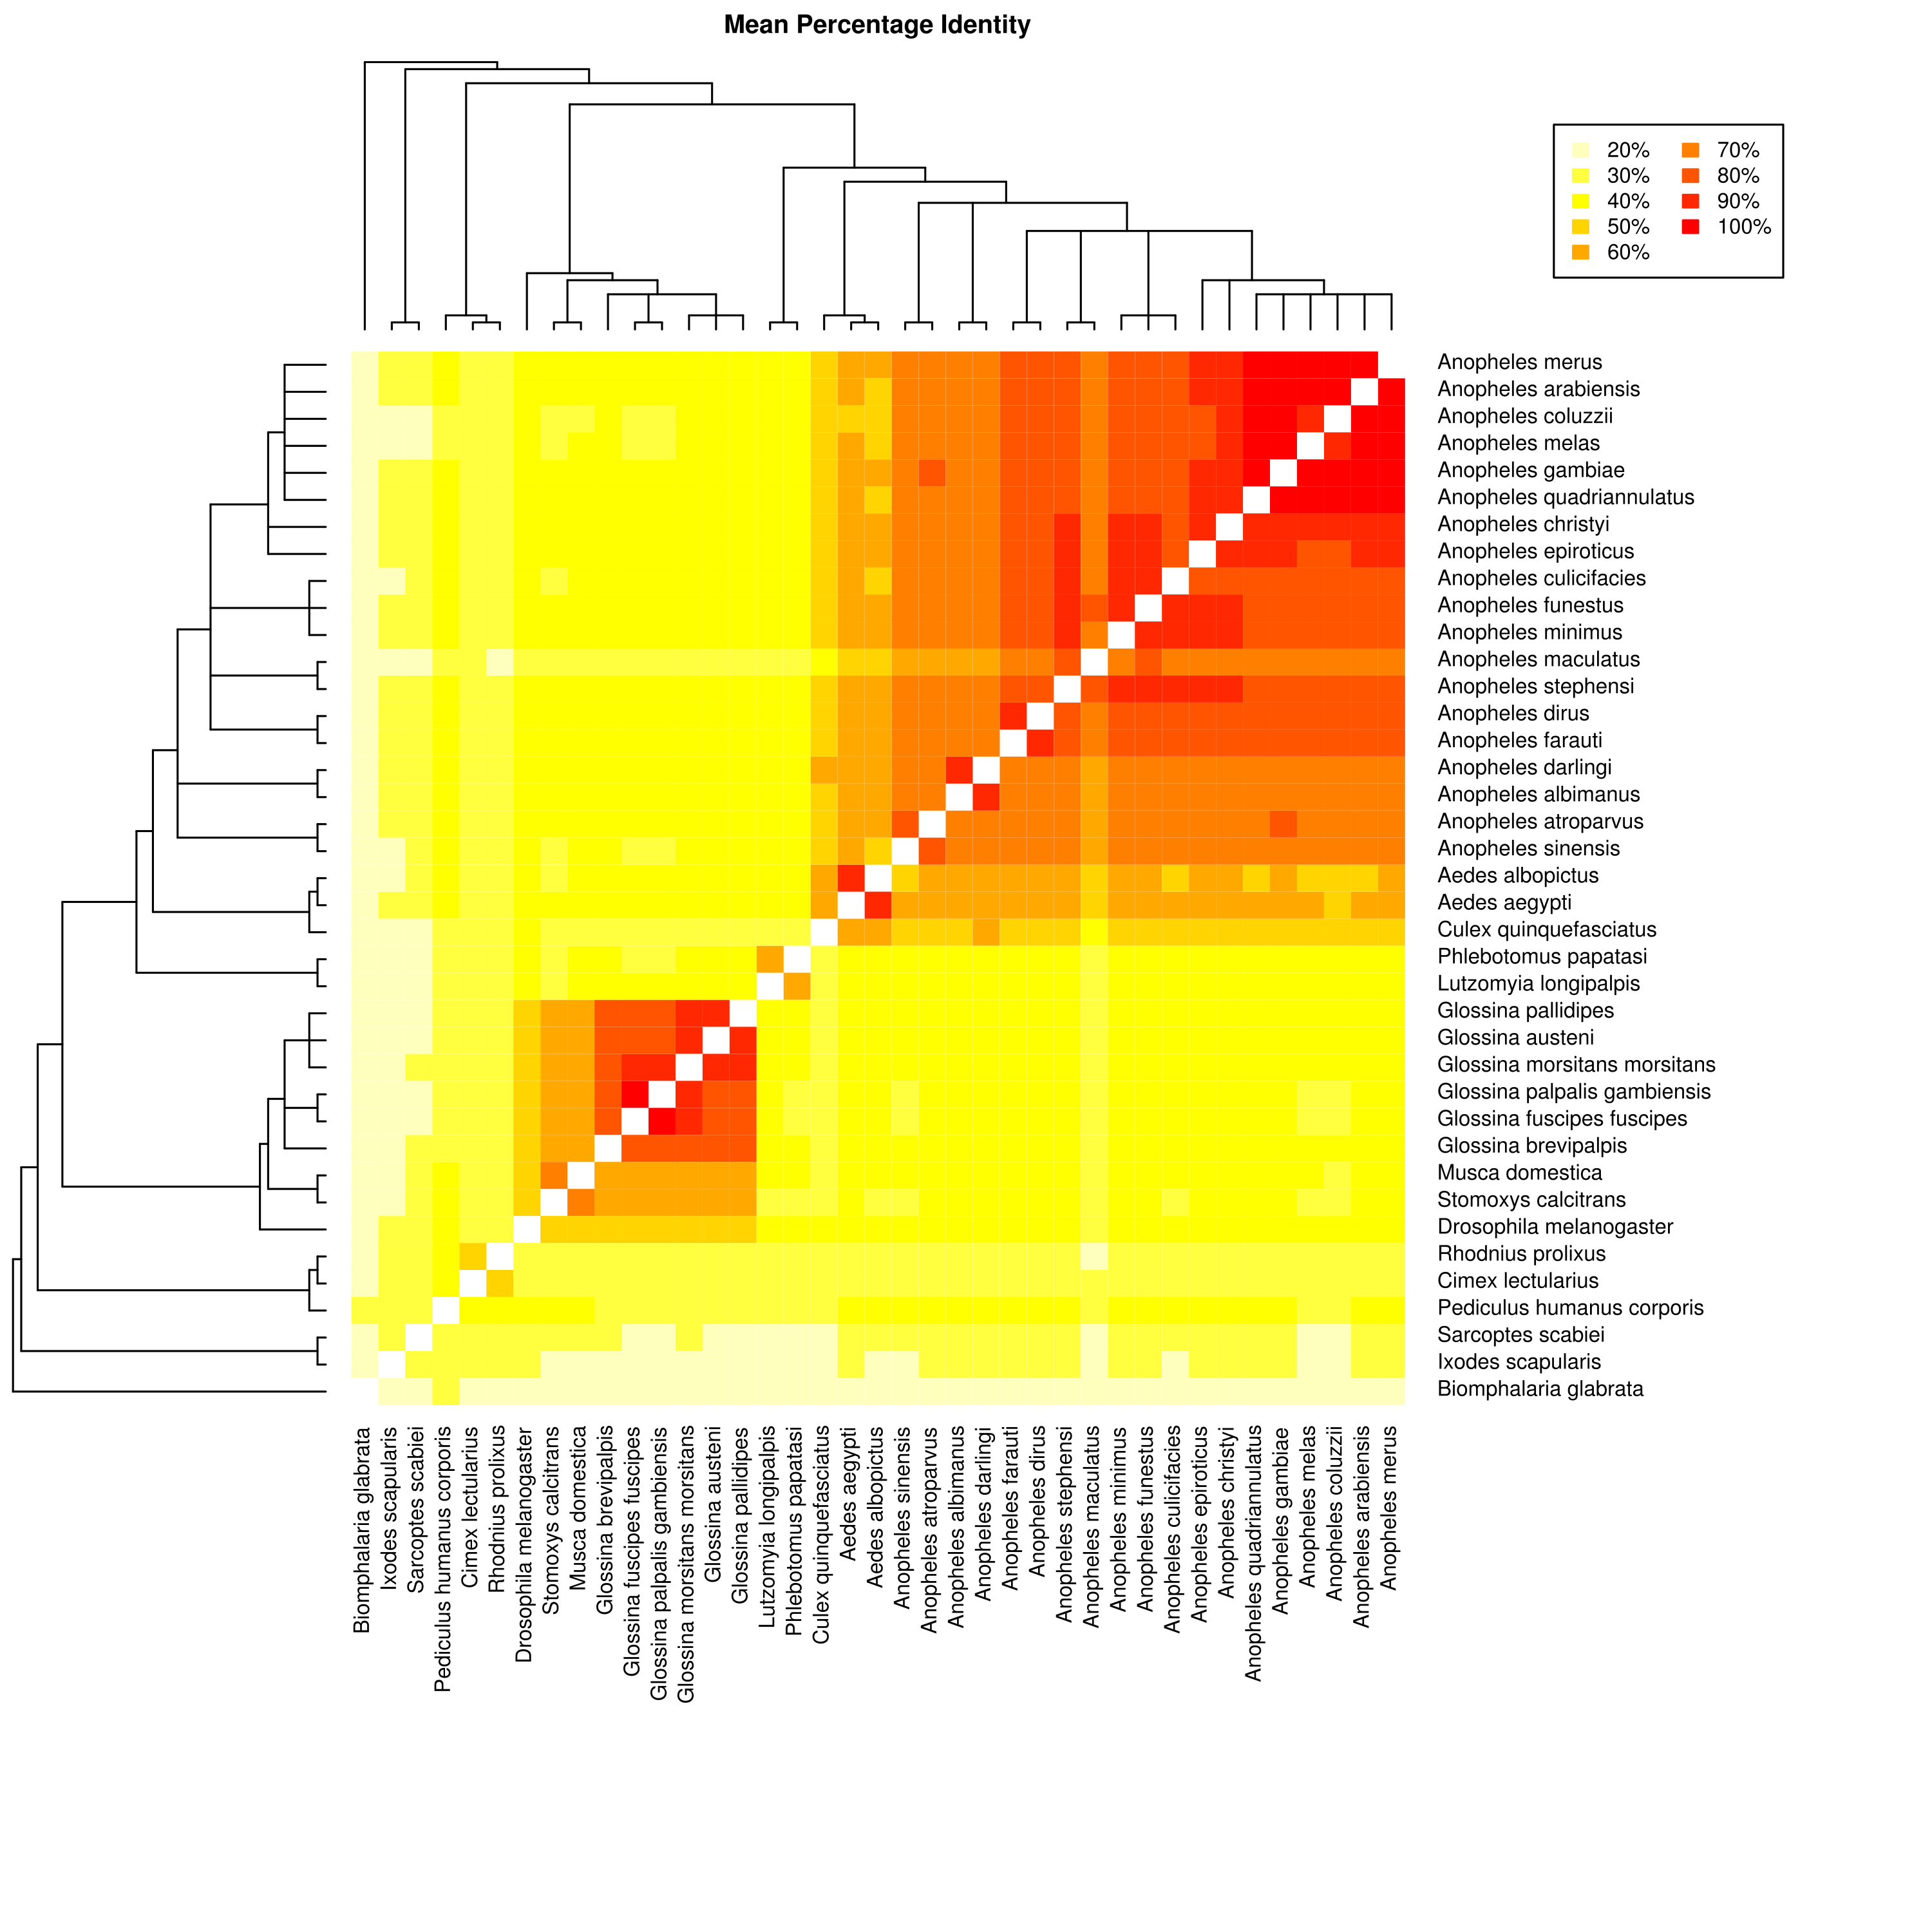 Mean Percentage Identity
20% 70%
30% 80%
40% 90%
50% 100%
60%
Anopheles merus
Anopheles arabiensis
Anopheles coluzzii
Anopheles melas
Anopheles gambiae
Anopheles quadriannulatus
Anopheles christyi
Anopheles epiroticus
Anopheles culicifacies
Anopheles funestus
Anopheles minimus
Anopheles maculatus
Anopheles stephensi
Anopheles dirus
Anopheles farauti
Anopheles darlingi
Anopheles albimanus
Anopheles atroparvus
Anopheles sinensis
Aedes albopictus
Aedes aegypti
Culex quinquefasciatus
Phlebotomus papatasi
Lutzomyia longipalpis
Glossina pallidipes
Glossina austeni
Glossina morsitans morsitans
Glossina palpalis gambiensis
Glossina fuscipes fuscipes
Glossina brevipalpis
Musca domestica
Stomoxys calcitrans
Drosophila melanogaster
Rhodnius prolixus
Cimex lectularius
Pediculus humanus corporis
Sarcoptes scabiei
Ixodes scapularis
Biomphalaria glabrata
Biomphalaria glabrata
Ixodes scapularis
Sarcoptes scabiei
Pediculus humanus corporis
Cimex lectularius
Rhodnius prolixus
Drosophila melanogaster
Stomoxys calcitrans
Musca domestica
Glossina brevipalpis
Glossina fuscipes fuscipes
Glossina palpalis gambiensis
Glossina morsitans morsitans
Glossina austeni
Glossina pallidipes
Lutzomyia longipalpis
Phlebotomus papatasi
Culex quinquefasciatus
Aedes aegypti
Aedes albopictus
Anopheles sinensis
Anopheles atroparvus
Anopheles albimanus
Anopheles darlingi
Anopheles farauti
Anopheles dirus
Anopheles stephensi
Anopheles maculatus
Anopheles minimus
Anopheles funestus
Anopheles culicifacies
Anopheles epiroticus
Anopheles christyi
Anopheles quadriannulatus
Anopheles gambiae
Anopheles melas
Anopheles coluzzii
Anopheles arabiensis
Anopheles merus